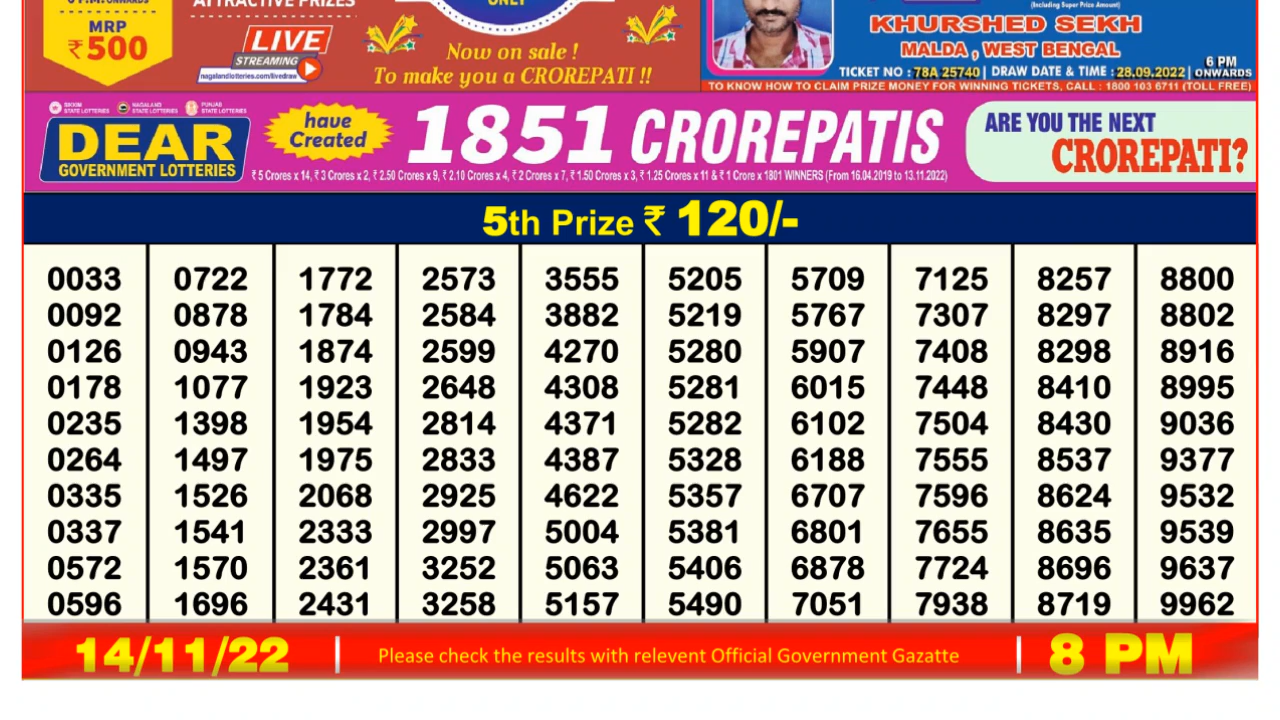 6 P.M. ONWARDS
MRP
₹500
ATTRACTIVE PRIZES
LIVE
STREAMING
nagalandlotteries.com/livedraw
ONLY
Now on sale !
To make you a CROREPATI !!
(Including Super Prize Amount)
KHURSHED SEKH
MALDA , WEST BENGAL
TICKET NO : 78A 25740 | DRAW DATE & TIME : 28.09.2022 | 6 PM ONWARDS
TO KNOW HOW TO CLAIM PRIZE MONEY FOR WINNING TICKETS, CALL : 1800 103 6711 (TOLL FREE)
SIKKIM STATE LOTTERIES NAGALAND STATE LOTTERIES PUNJAB STATE LOTTERIES
DEAR
GOVERNMENT LOTTERIES
have
Created
1851 CROREPATIS
₹ 5 Crores x 14, ₹ 3 Crores x 2, ₹ 2.50 Crores x 9, ₹ 2.10 Crores x 4, ₹ 2 Crores x 7, ₹ 1.50 Crores x 3, ₹ 1.25 Crores x 11 & ₹ 1 Crore x 1801 WINNERS (From 16.04.2019 to 13.11.2022)
ARE YOU THE NEXT
CROREPATI?
5th Prize ₹ 120/-
0033 0722 1772 2573 3555 5205 5709 7125 8257 8800
0092 0878 1784 2584 3882 5219 5767 7307 8297 8802
0126 0943 1874 2599 4270 5280 5907 7408 8298 8916
0178 1077 1923 2648 4308 5281 6015 7448 8410 8995
0235 1398 1954 2814 4371 5282 6102 7504 8430 9036
0264 1497 1975 2833 4387 5328 6188 7555 8537 9377
0335 1526 2068 2925 4622 5357 6707 7596 8624 9532
0337 1541 2333 2997 5004 5381 6801 7655 8635 9539
0572 1570 2361 3252 5063 5406 6878 7724 8696 9637
0596 1696 2431 3258 5157 5490 7051 7938 8719 9962
14/11/22 | Please check the results with relevent Official Government Gazatte | 8 PM